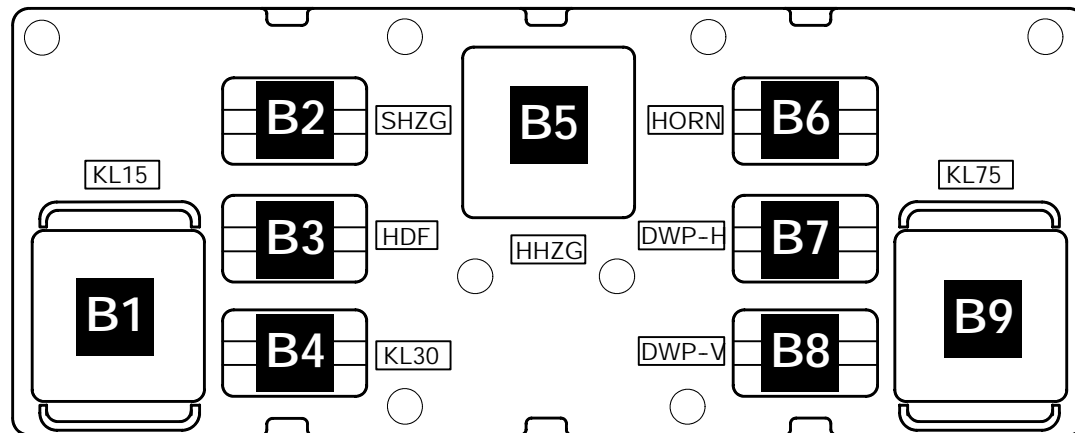 B2 SHZG B5 HORN B6
KL15 KL75
B3 HDF HHZG DWP-H B7
B1 B9
B4 KL30 DWP-V B8